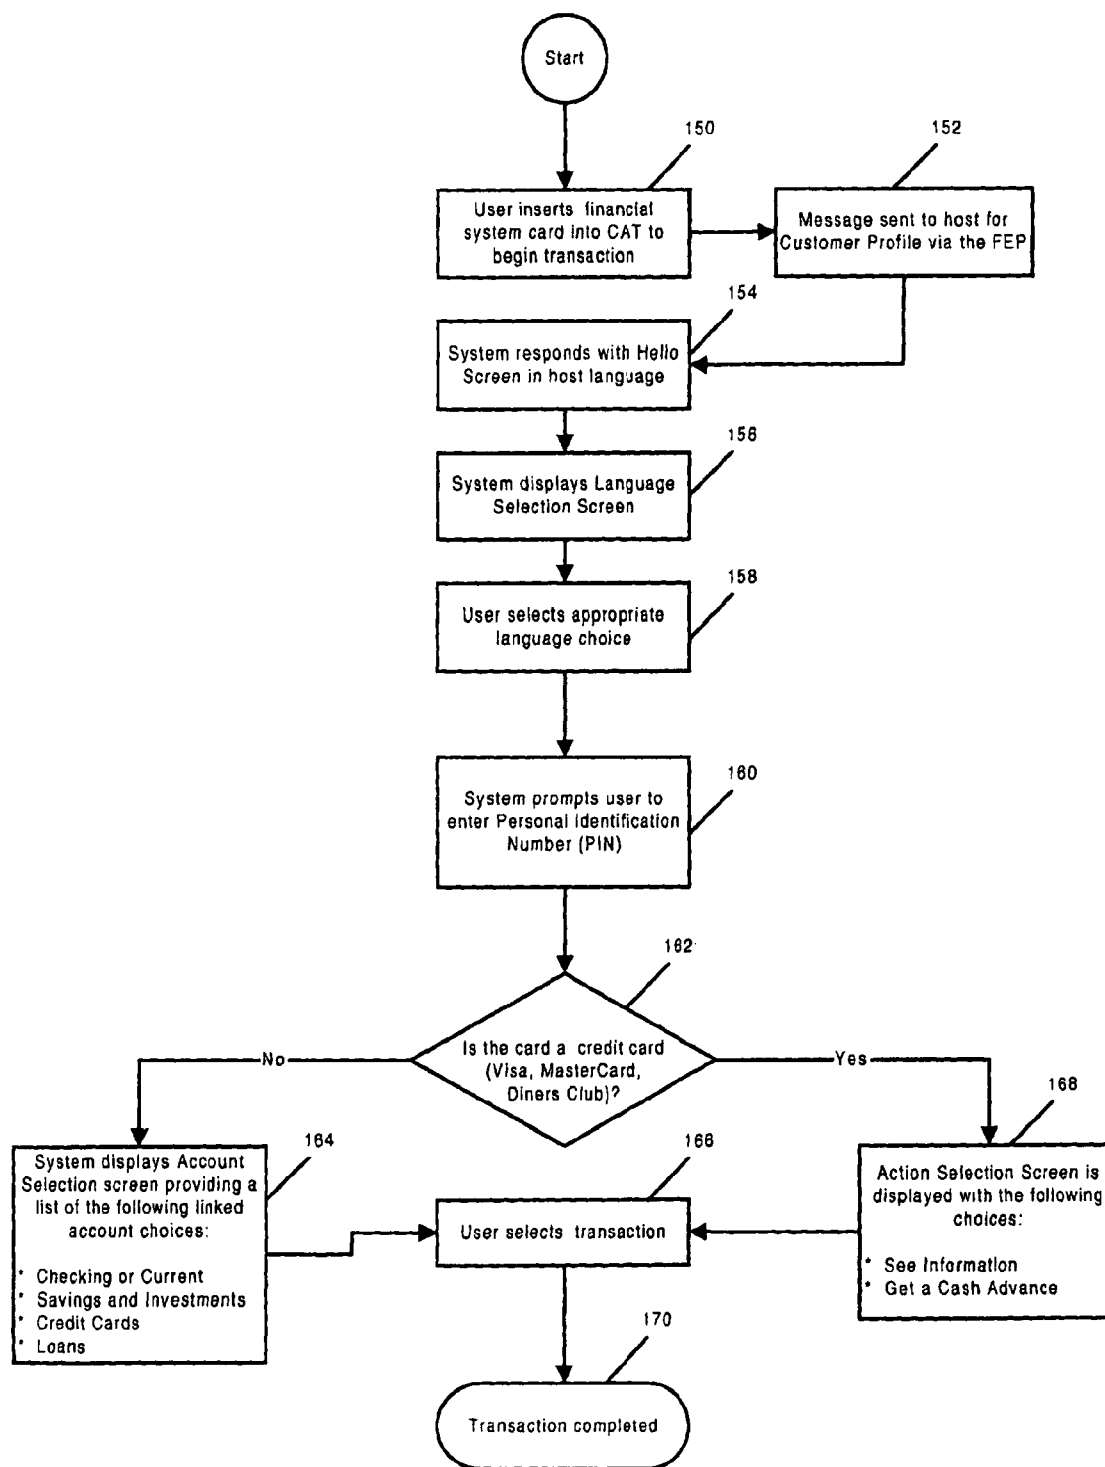 Start
150
User inserts financial
system card into CAT to
begin transaction
152
Message sent to host for
Customer Profile via the FEP
154
System responds with Hello
Screen in host language
156
System displays Language
Selection Screen
158
User selects appropriate
language choice
160
System prompts user to
enter Personal Identification
Number (PIN)
162
Is the card a credit card
(Visa, MasterCard,
Diners Club)?
No
Yes
164
System displays Account
Selection screen providing a
list of the following linked
account choices:
* Checking or Current
* Savings and Investments
* Credit Cards
* Loans
166
User selects transaction
168
Action Selection Screen is
displayed with the following
choices:
* See Information
* Get a Cash Advance
170
Transaction completed